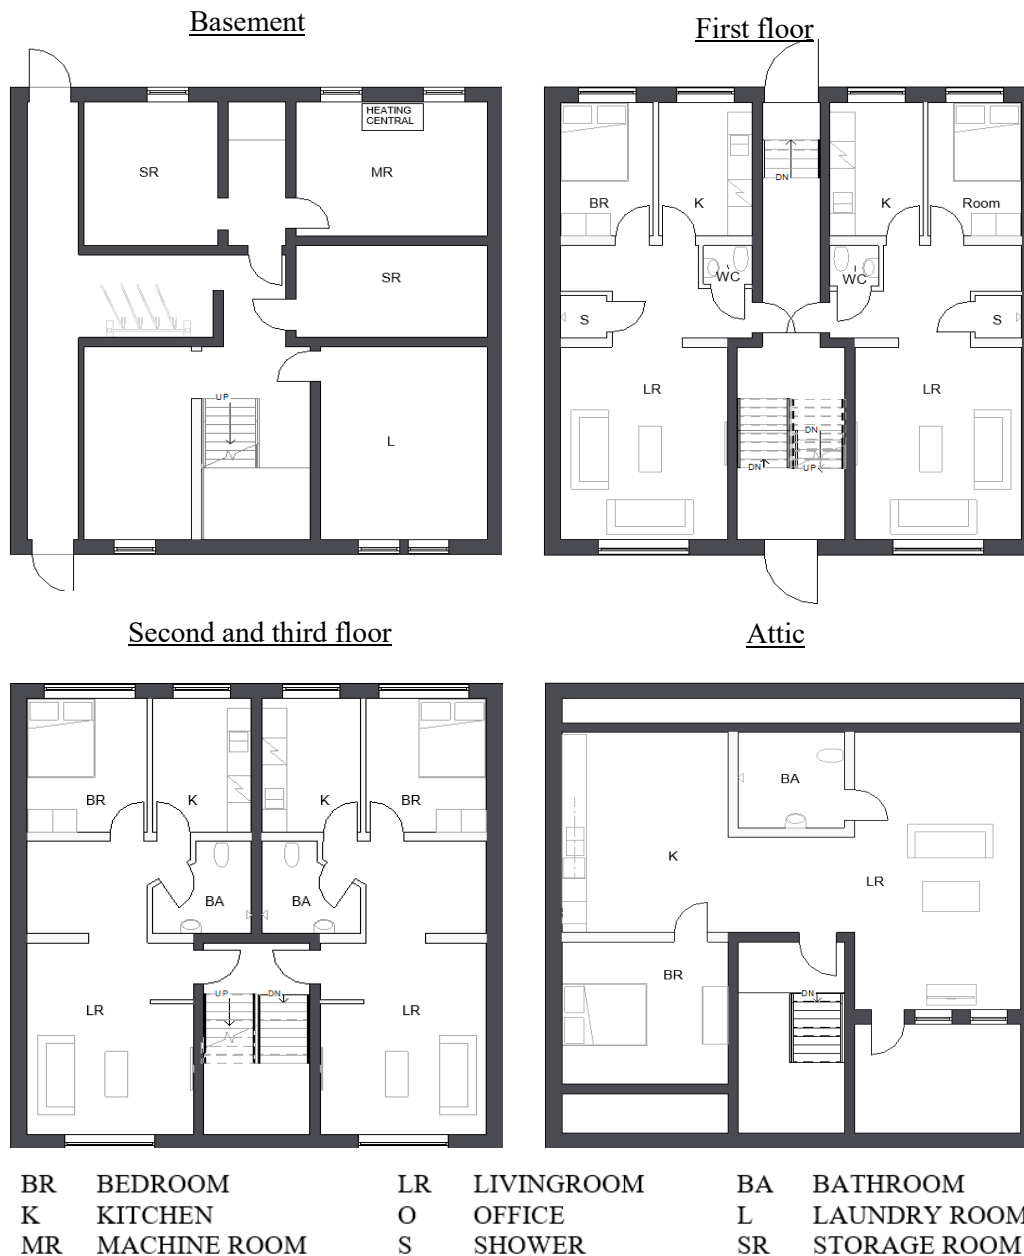 Basement
First floor
HEATING
CENTRAL
SR
MR
SR
UP
L
BR
K
DN
K
Room
WC
WC
S
S
LR
LR
DN
DN
UP
Second and third floor
Attic
BR
K
K
BR
BA
BA
UP
DN
LR
LR
BA
K
LR
BR
DN
BR BEDROOM LR LIVINGROOM BA BATHROOM
K KITCHEN O OFFICE L LAUNDRY ROOM
MR MACHINE ROOM S SHOWER SR STORAGE ROOM